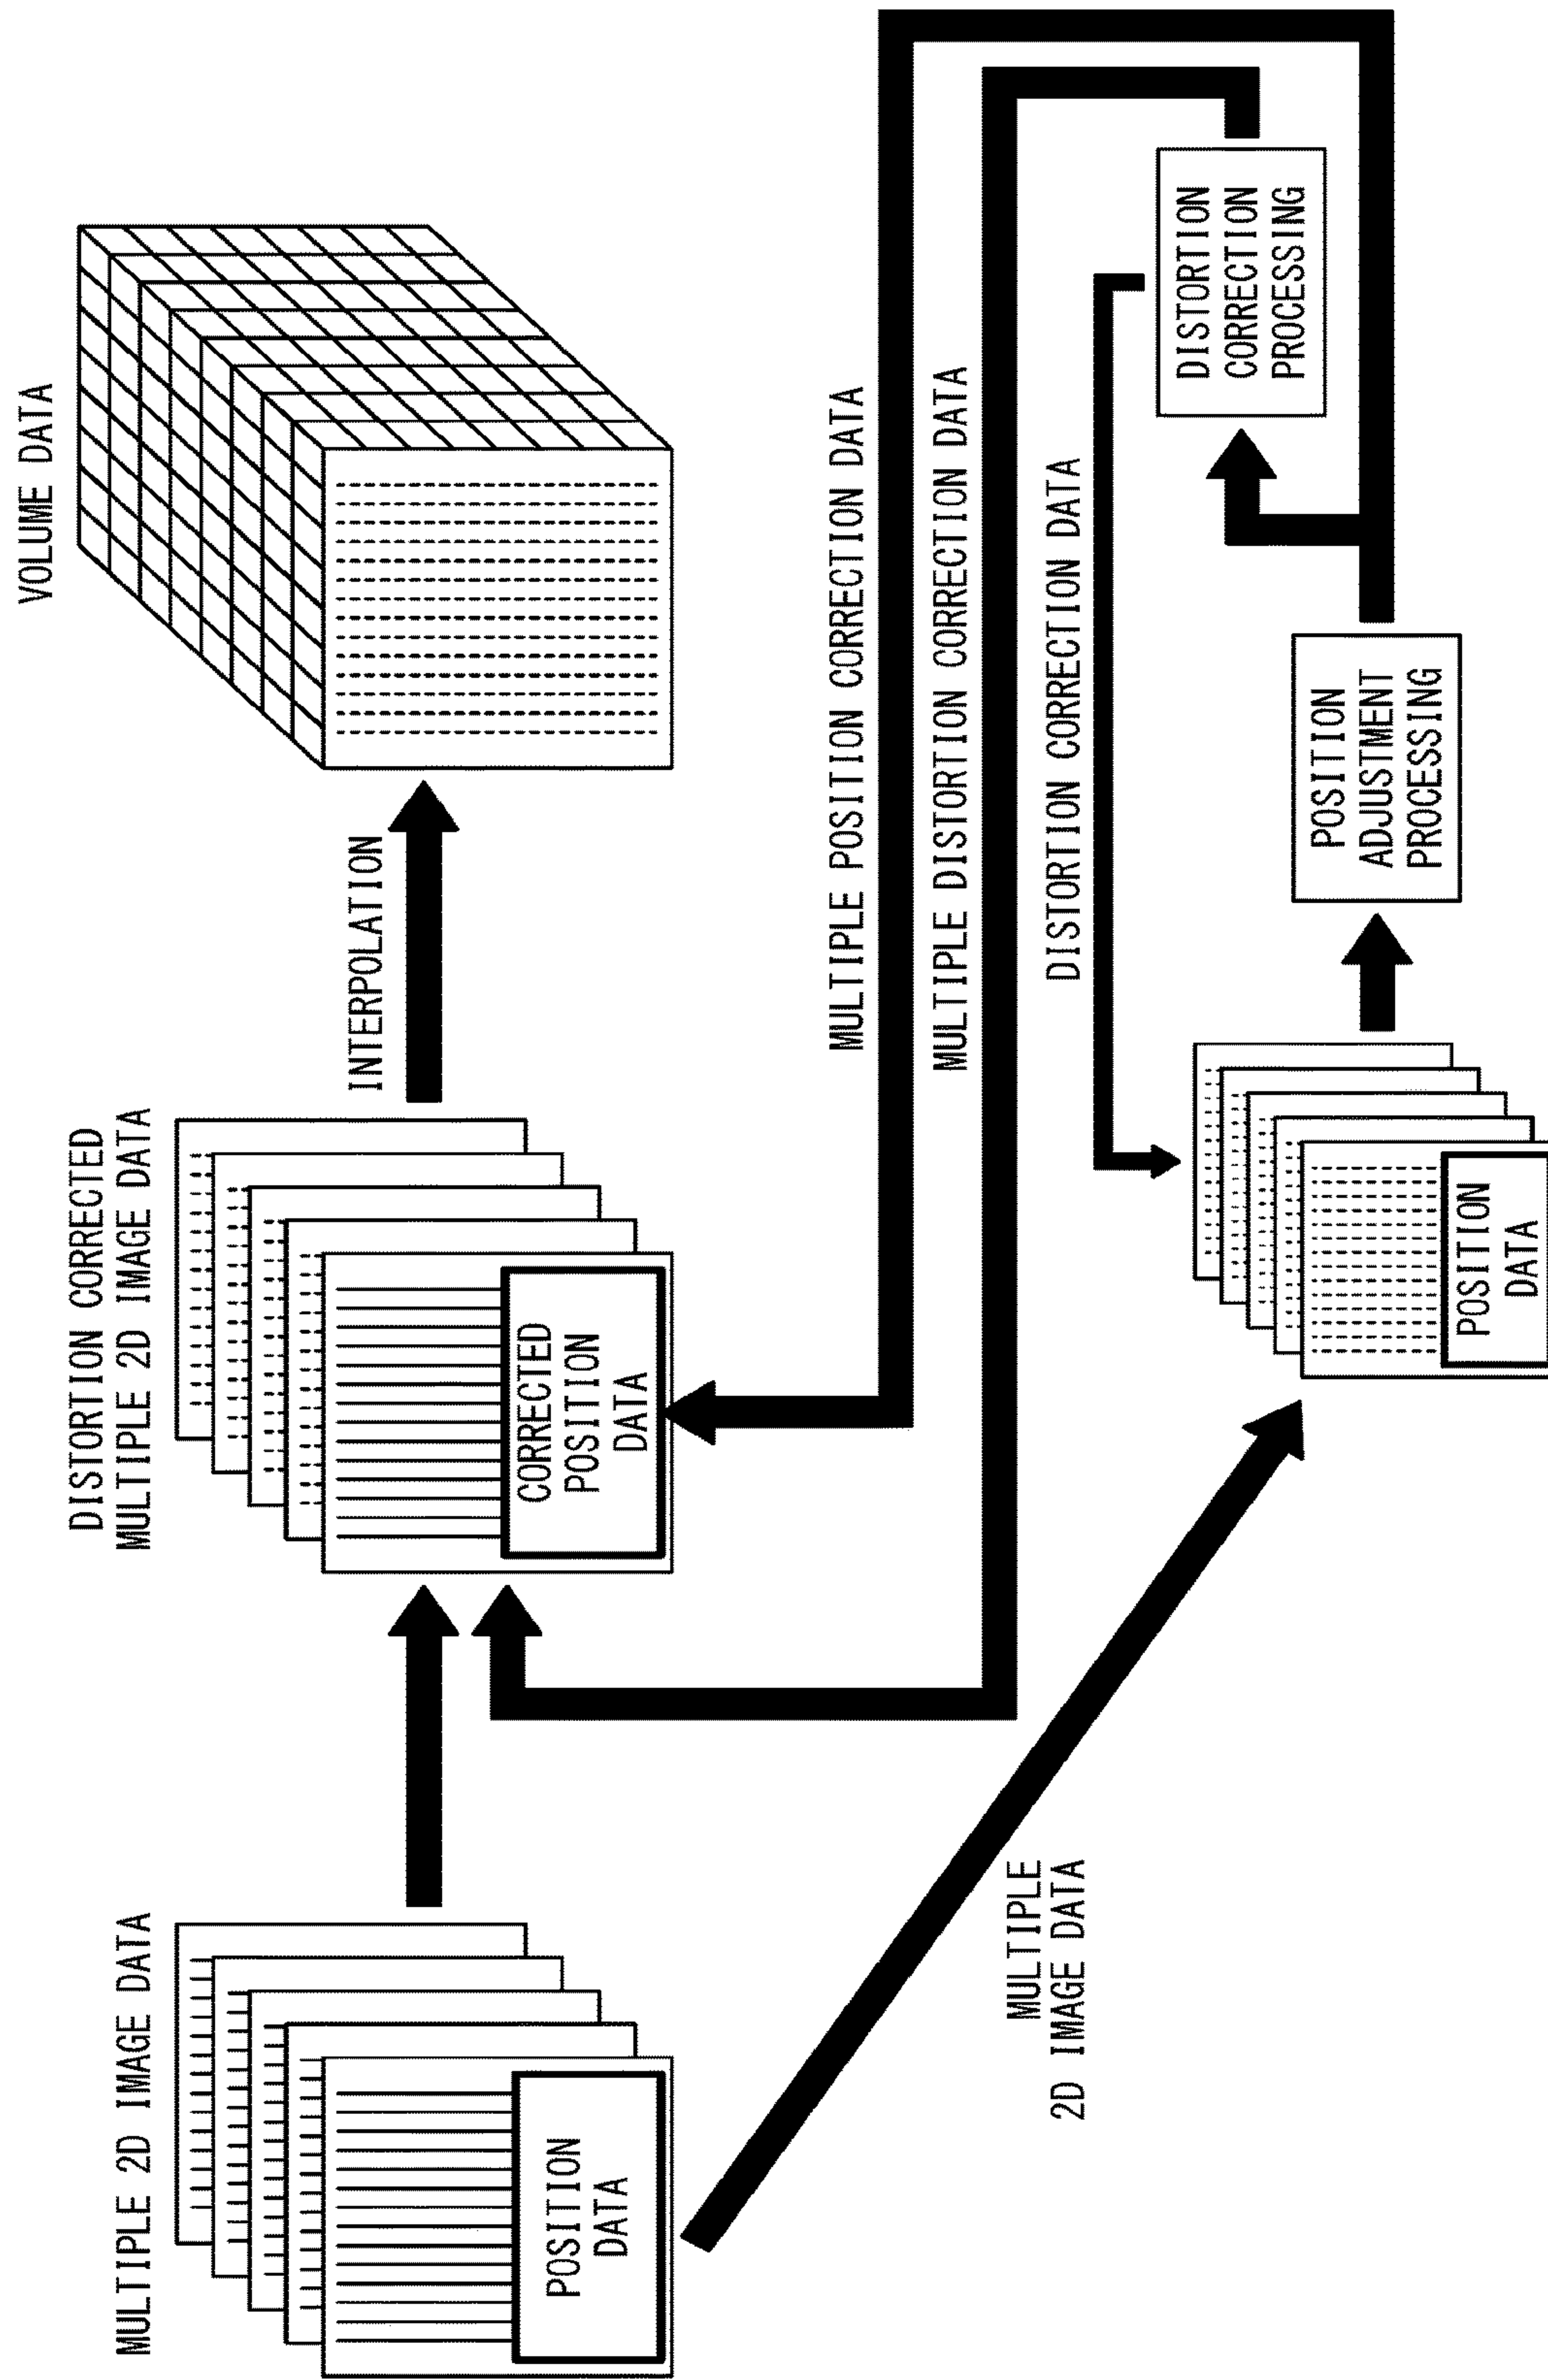 MULTIPLE 2D IMAGE DATA
POSITION
DATA
DISTORTION CORRECTED
MULTIPLE 2D IMAGE DATA
CORRECTED
POSITION
DATA
INTERPOLATION
VOLUME DATA
MULTIPLE POSITION CORRECTION DATA
MULTIPLE DISTORTION CORRECTION DATA
DISTORTION CORRECTION DATA
MULTIPLE
2D IMAGE DATA
POSITION
DATA
POSITION
ADJUSTMENT
PROCESSING
DISTORTION
CORRECTION
PROCESSING